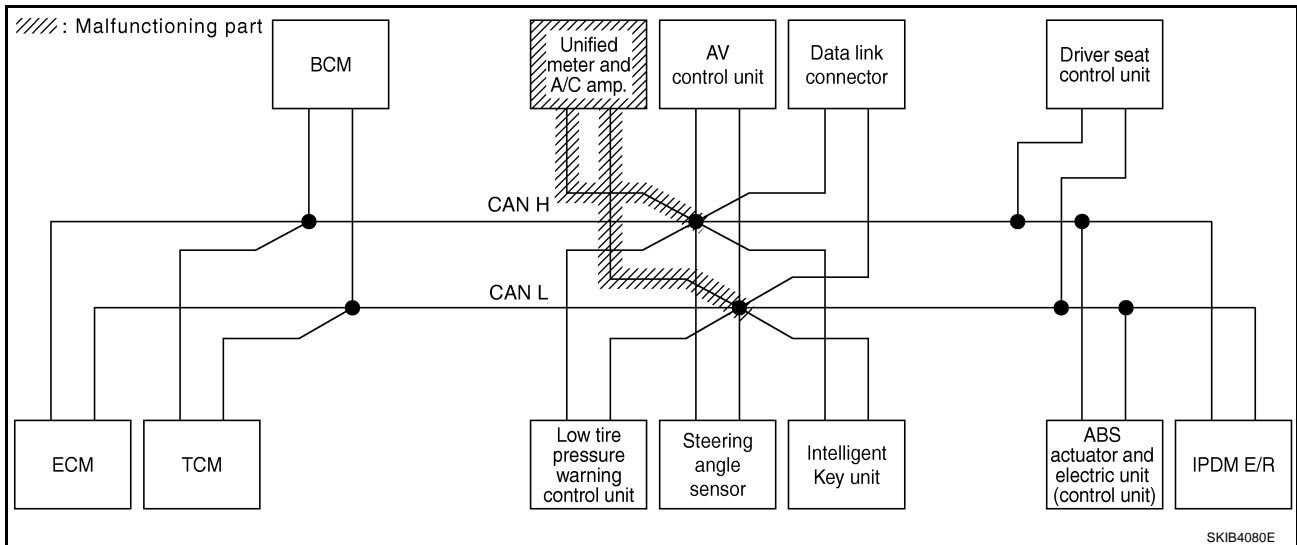 : Malfunctioning part
BCM
Unified
meter and
A/C amp.
AV
control unit
Data link
connector
Driver seat
control unit
CAN H
CAN L
ECM
TCM
Low tire
pressure
warning
control unit
Steering
angle
sensor
Intelligent
Key unit
ABS
actuator and
electric unit
(control unit)
IPDM E/R
SKIB4080E